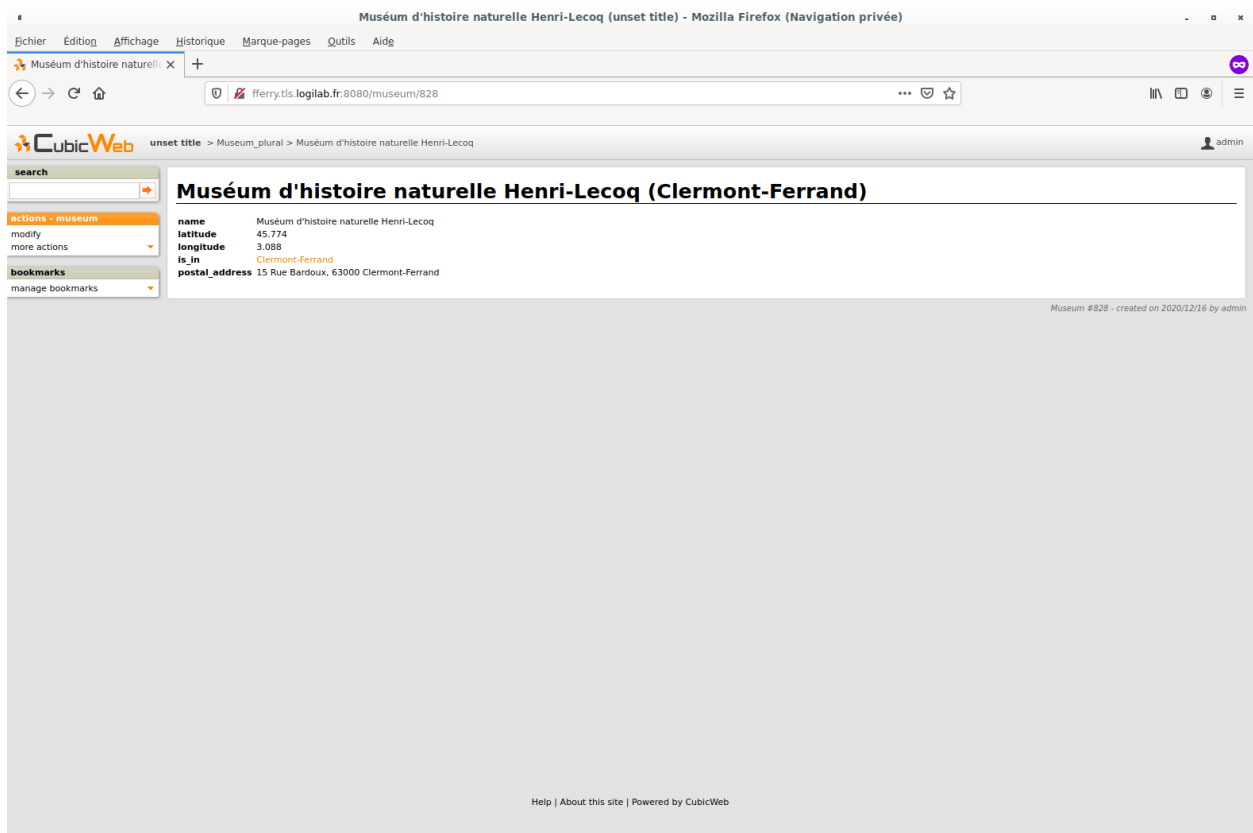 Muséum d'histoire naturelle Henri-Lecoq (unset title) - Mozilla Firefox (Navigation privée)
Fichier Édition Affichage Historique Marque-pages Outils Aide
Muséum d'histoire naturelle
fferry.tls.logilab.fr:8080/museum/828
CubicWeb unset title > Museum_plural > Muséum d'histoire naturelle Henri-Lecoq admin
search
Muséum d'histoire naturelle Henri-Lecoq (Clermont-Ferrand)
actions - museum
modify
more actions
bookmarks
manage bookmarks
name Muséum d'histoire naturelle Henri-Lecoq
latitude 45.774
longitude 3.088
is_in Clermont-Ferrand
postal_address 15 Rue Bardoux, 63000 Clermont-Ferrand
Museum #828 - created on 2020/12/16 by admin
Help | About this site | Powered by CubicWeb